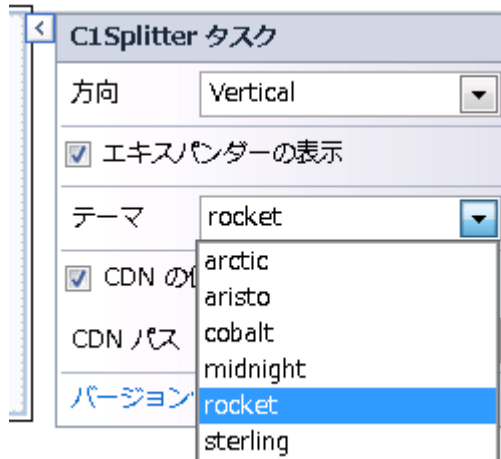 C1Splitter タスク
方向 Vertical
エキスパンダーの表示
テーマ rocket
arctic
aristo
CDN の
cobalt
CDN パス
midnight
バージョン
rocket
sterling